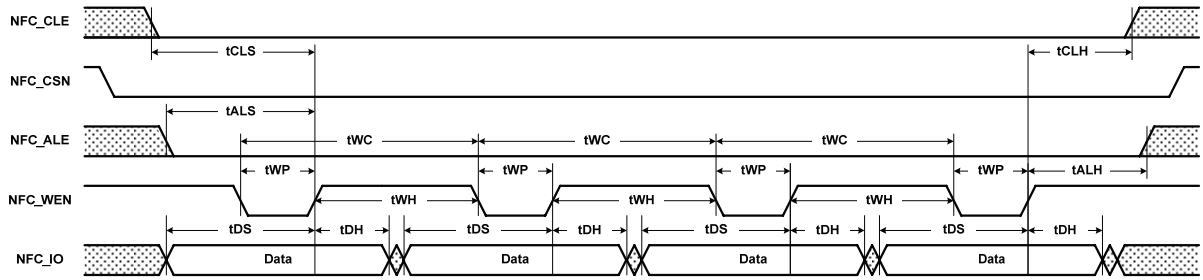 NFC_CLE
tCLS tCLH
NFC_CSN
tALS
NFC_ALE
tWC tWC tWC
tWP tWP tWP tWP tALH
NFC_WEN
tWH tWH tWH
tDS tDH tDS tDH tDS tDH tDS tDH
NFC_IO Data Data Data Data